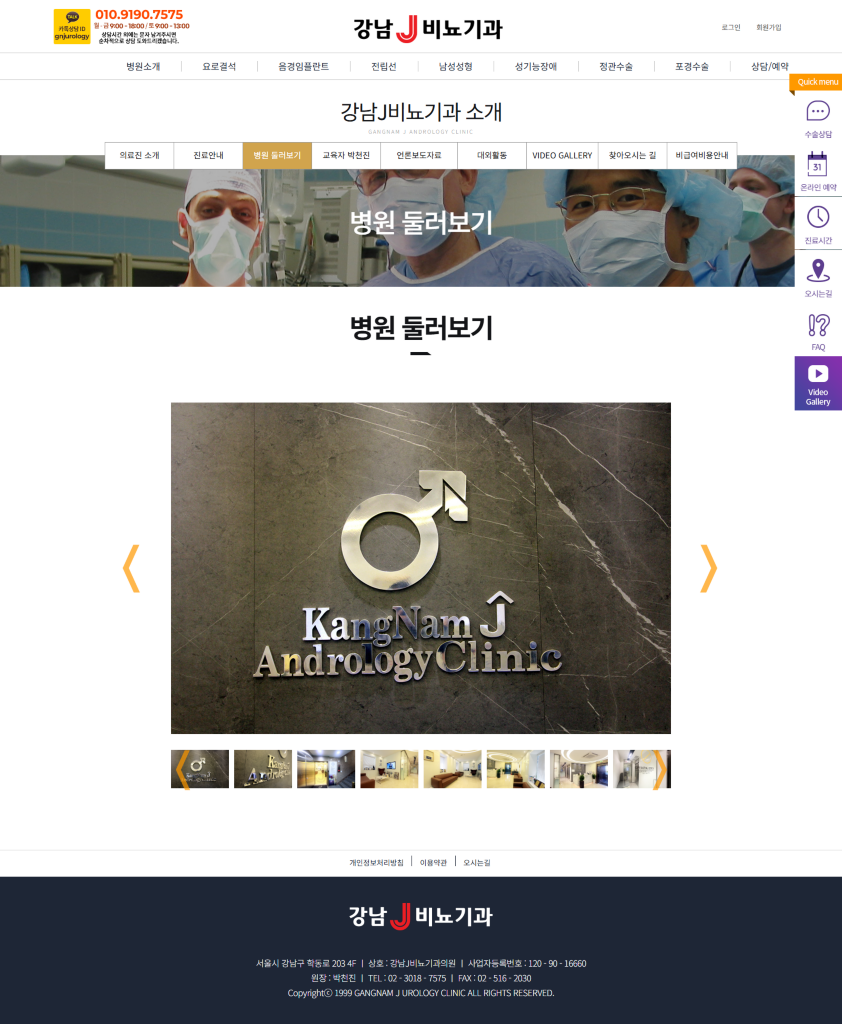 TALK
카톡상담 ID
gnjurology
010.9190.7575
월 - 금 9:00 - 18:00 / 토 9:00 - 13:00
상담시간 외에는 문자 남겨주시면
순차적으로 상담 도와드리겠습니다.
강남 J 비뇨기과
로그인 회원가입
병원소개 요로결석 음경임플란트 전립선 남성성형 성기능장애 정관수술 포경수술 상담/예약
Quick menu
수술상담
31
온라인 예약
진료시간
오시는길
FAQ
Video
Gallery
강남J비뇨기과 소개
GANGNAM J ANDROLOGY CLINIC
의료진 소개 진료안내 병원 둘러보기 교육자 박천진 언론보도자료 대외활동 VIDEO GALLERY 찾아오시는 길 비급여비용안내
병원 둘러보기
병원 둘러보기
KangNam J
Andrology Clinic
개인정보처리방침 이용약관 오시는길
강남 J 비뇨기과
서울시 강남구 학동로 203 4F | 상호 : 강남J비뇨기과의원 | 사업자등록번호 : 120 - 90 - 16660
원장 : 박천진 | TEL : 02 - 3018 - 7575 | FAX : 02 - 516 - 2030
Copyrightⓒ 1999 GANGNAM J UROLOGY CLINIC ALL RIGHTS RESERVED.